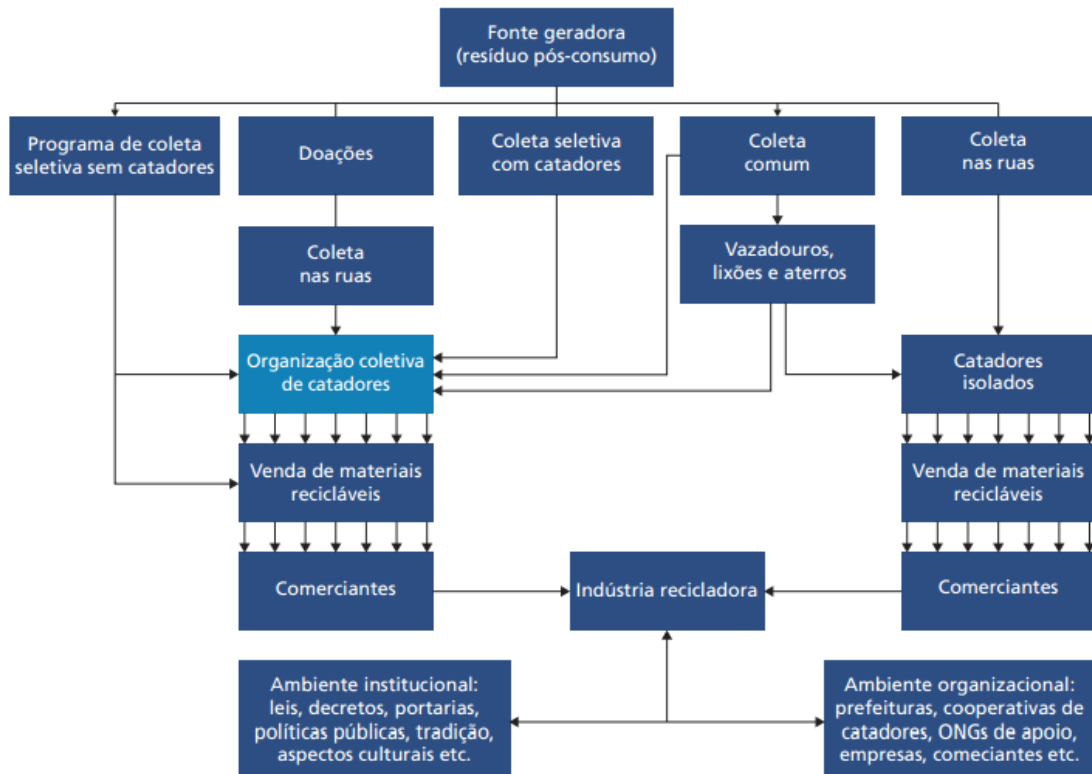 Fonte geradora
(resíduo pós-consumo)
Programa de coleta
seletiva sem catadores
Doações
Coleta seletiva
com catadores
Coleta
comum
Coleta
nas ruas
Coleta
nas ruas
Vazadouros,
lixões e aterros
Organização coletiva
de catadores
Catadores
isolados
Venda de materiais
recicláveis
Venda de materiais
recicláveis
Comerciantes
Indústria recicladora
Comerciantes
Ambiente institucional:
leis, decretos, portarias,
políticas públicas, tradição,
aspectos culturais etc.
Ambiente organizacional:
prefeituras, cooperativas de
catadores, ONGs de apoio,
empresas, comeciantes etc.